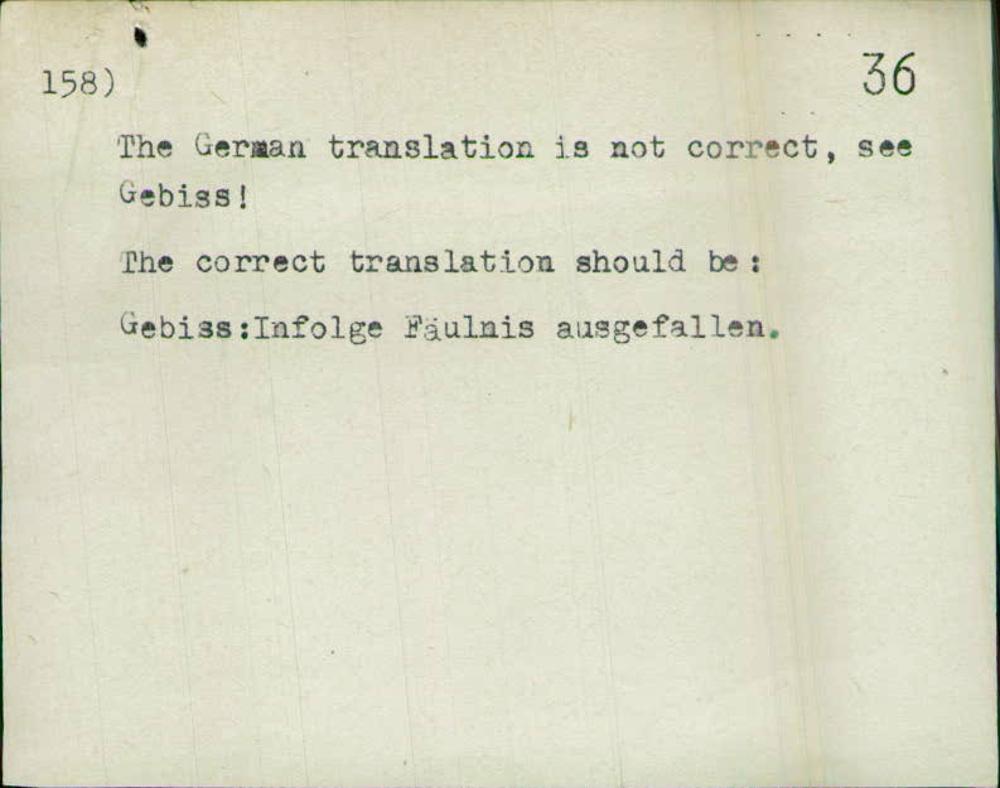 36
158)
The German translation is not correct, see
Gebiss!
The correct translation should be:
Gebiss:Infolge Fäulnis ausgefallen.